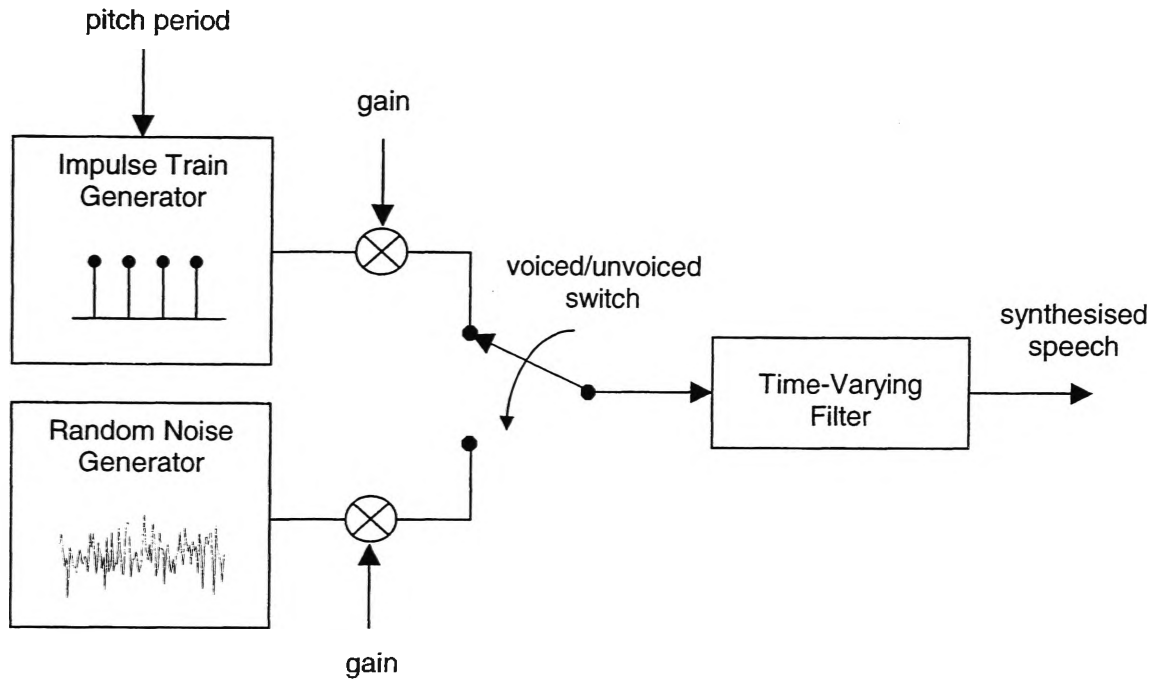 pitch period
gain
Impulse Train
Generator
voiced/unvoiced
switch
synthesised
speech
Time-Varying
Filter
Random Noise
Generator
gain